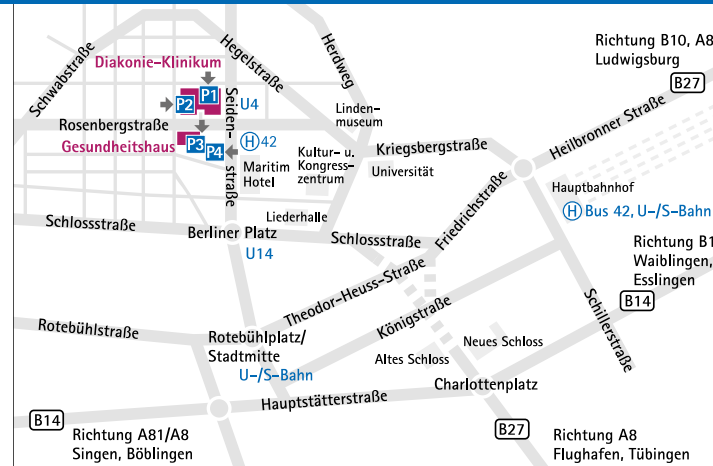 Richtung B10, A8
Ludwigsburg
B27
Schwabstraße
Hegelstraße
Herdweg
Diakonie-Klinikum
P1
P2
Seiden-
straße
U4
Linden-
museum
Heilbronner Straße
Rosenbergstraße
H 42
Gesundheitshaus
P3
P4
Maritim
Hotel
Kultur- u.
Kongress-
zentrum
Kriegsbergstraße
Universität
Hauptbahnhof
H Bus 42, U-/S-Bahn
Friedrichstraße
Schlossstraße
Liederhalle
Berliner Platz
U14
Schlossstraße
Richtung B1
Waiblingen,
Esslingen
B14
Theodor-Heuss-Straße
Königstraße
Schillerstraße
Rotebühlstraße
Rotebühlplatz/
Stadtmitte
U-/S-Bahn
Neues Schloss
Altes Schloss
Charlottenplatz
Hauptstätterstraße
B14
Richtung A81/A8
Singen, Böblingen
B27
Richtung A8
Flughafen, Tübingen